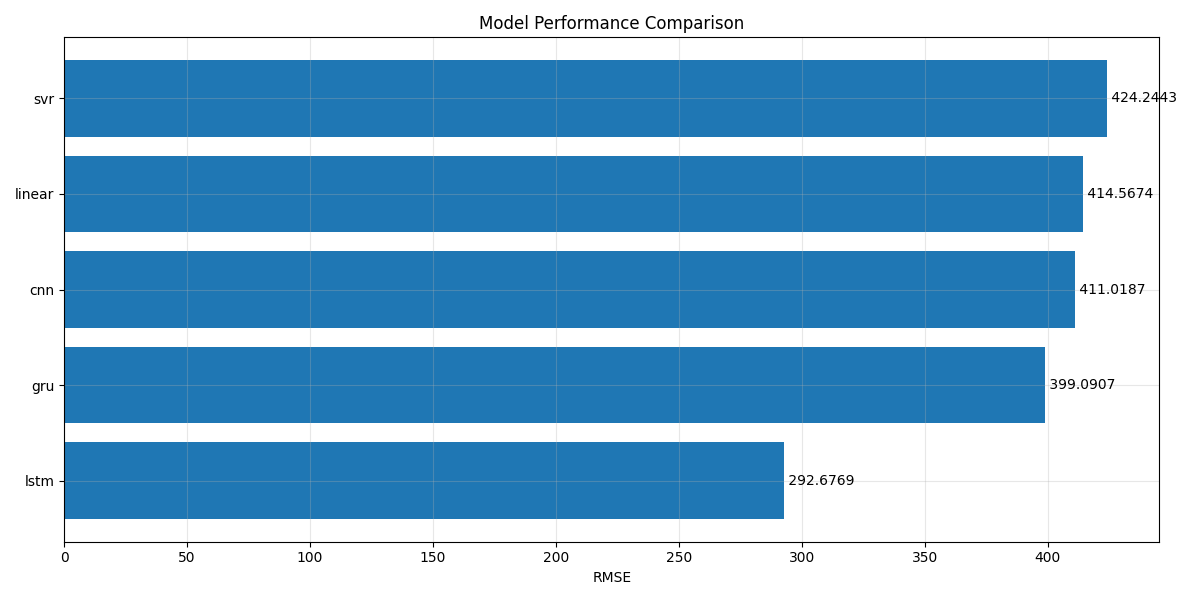 Model Performance Comparison
svr 424.2443
linear 414.5674
cnn 411.0187
gru 399.0907
lstm 292.6769
0 50 100 150 200 250 300 350 400
RMSE